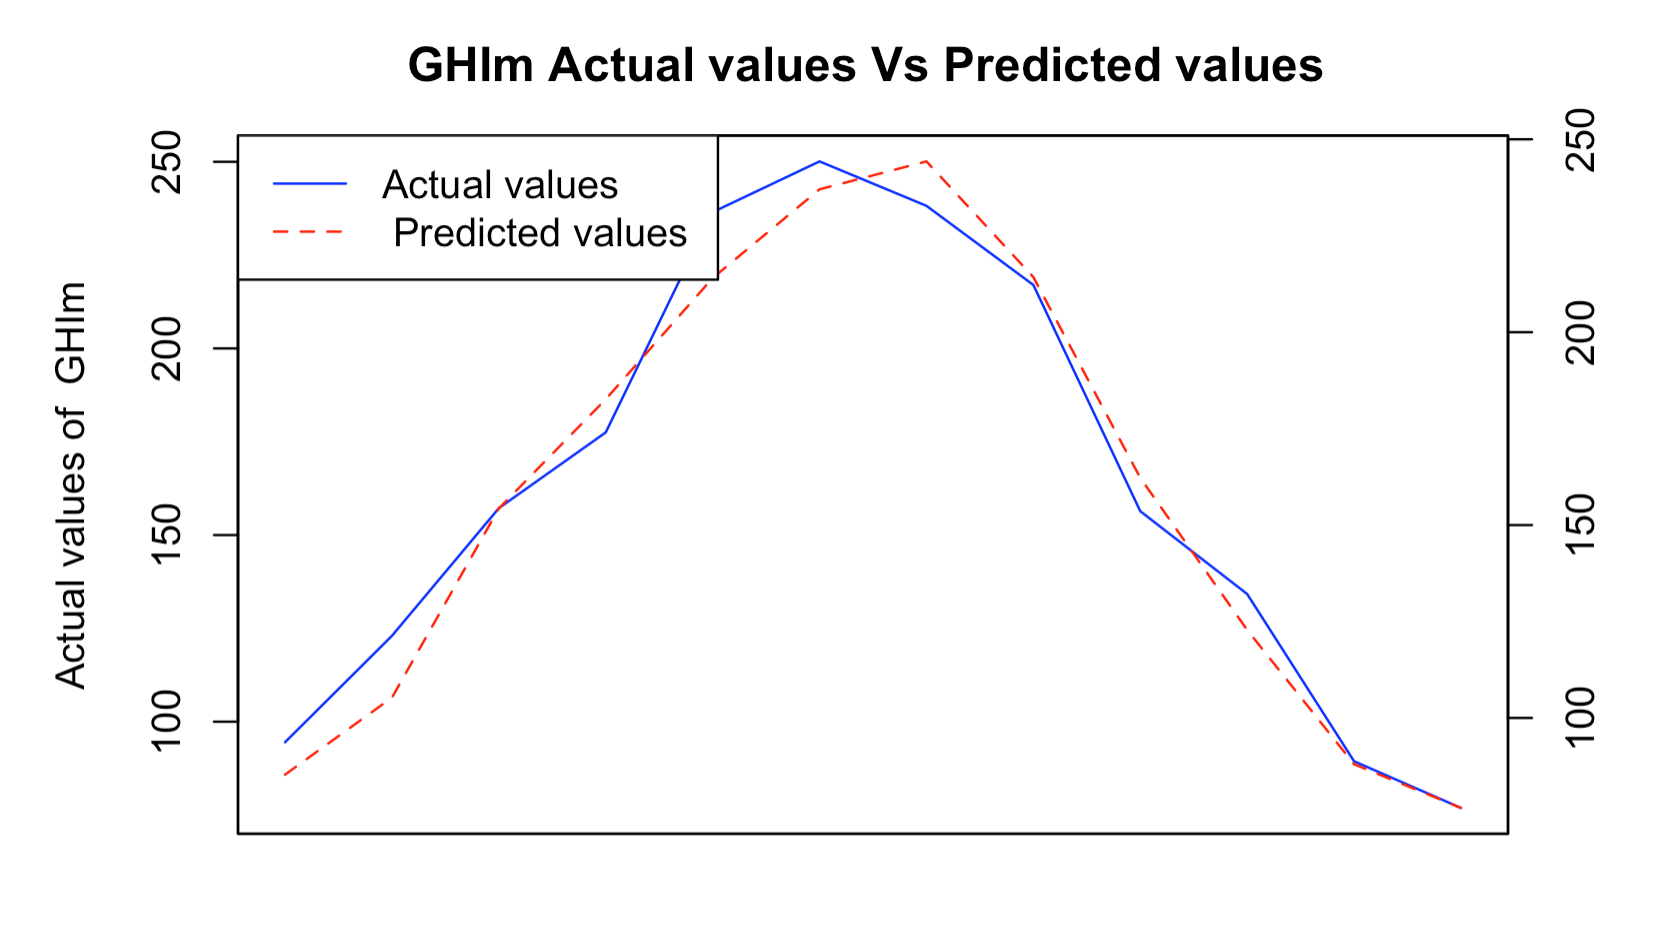 GHIm Actual values Vs Predicted values
Actual values
Predicted values
Actual values of GHIm
250
200
150
100
250
200
150
100